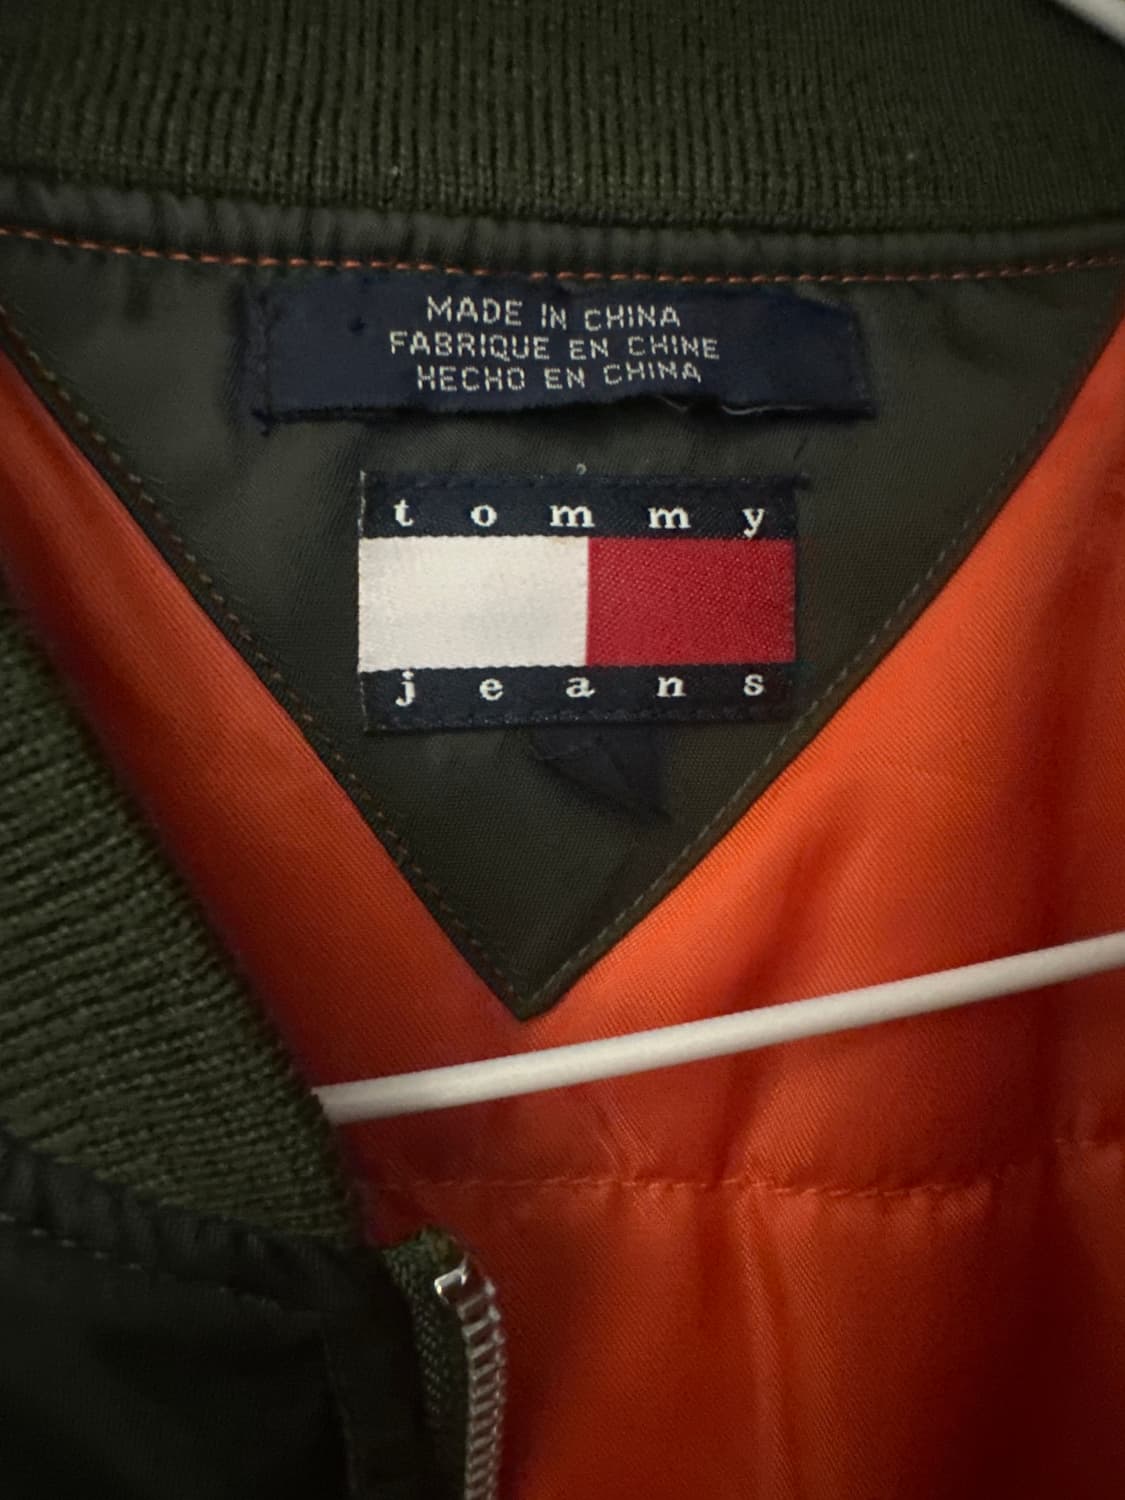 MADE IN CHINA
FABRIQUE EN CHINE
HECHO EN CHINA
tommy
jeans